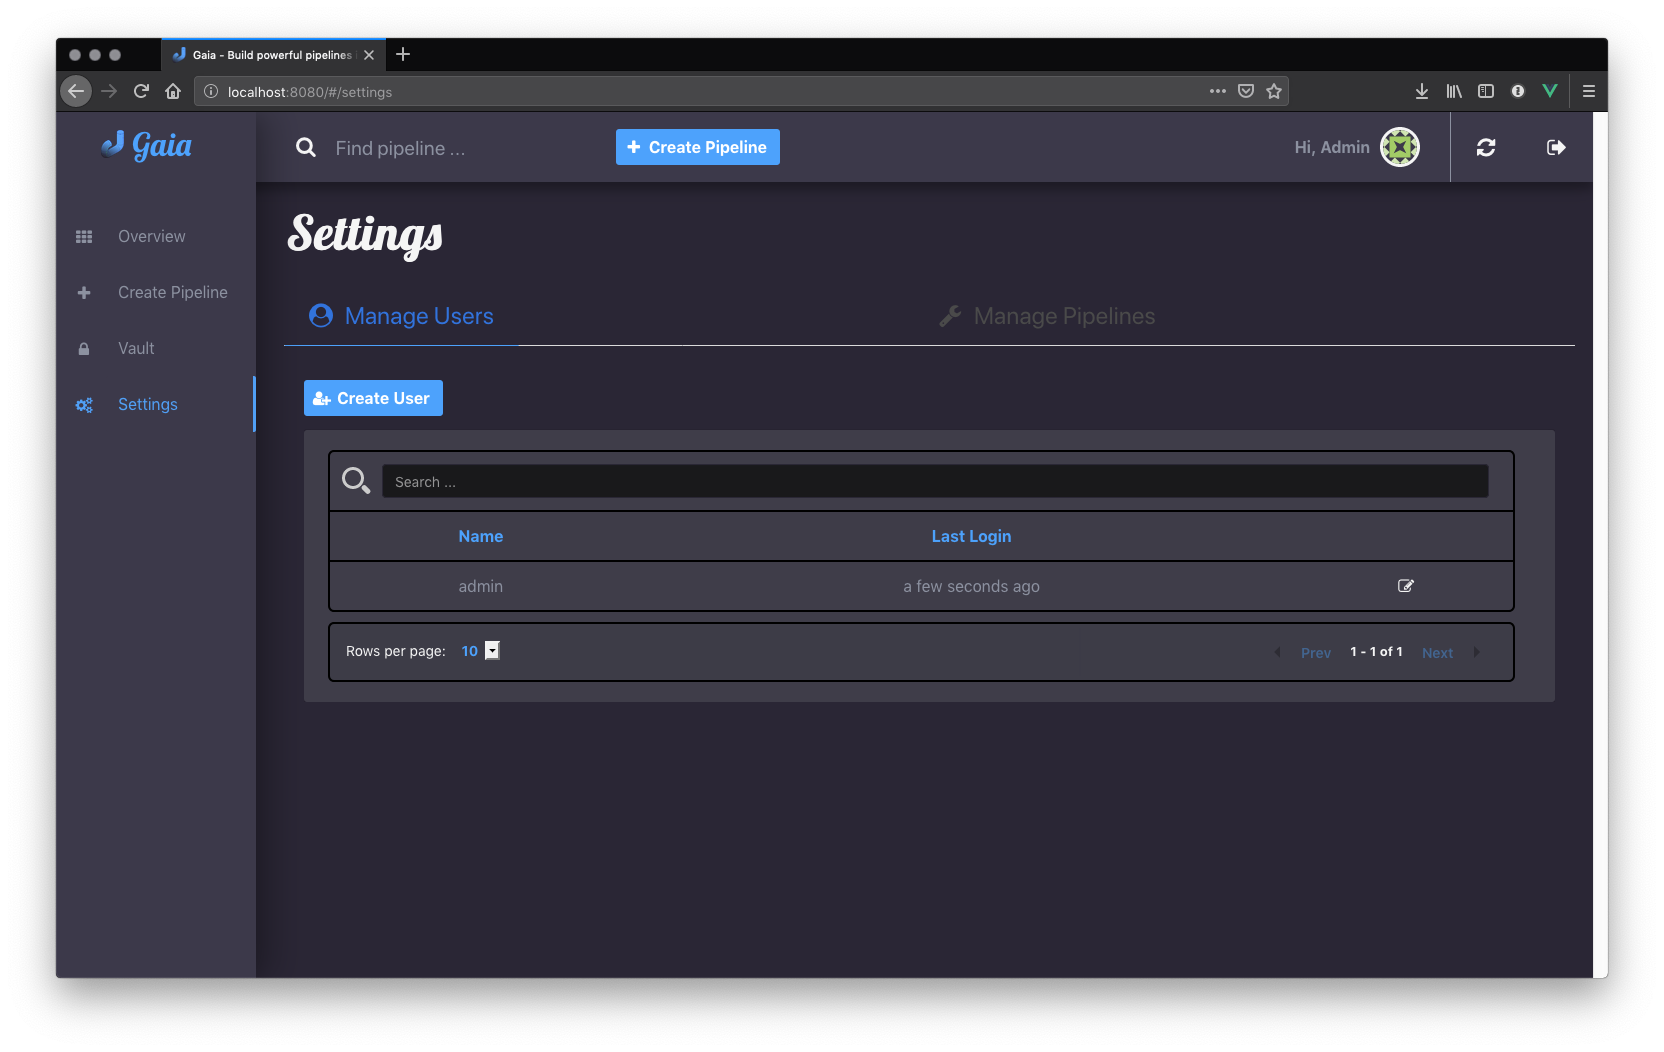 Gaia - Build powerful pipelines
localhost:8080/#/settings
Gaia
Find pipeline ...
Create Pipeline
Hi, Admin
Overview
Create Pipeline
Vault
Settings
Settings
Manage Users
Manage Pipelines
Create User
Search ...
Name Last Login
admin a few seconds ago
Rows per page: 10
Prev 1 - 1 of 1 Next